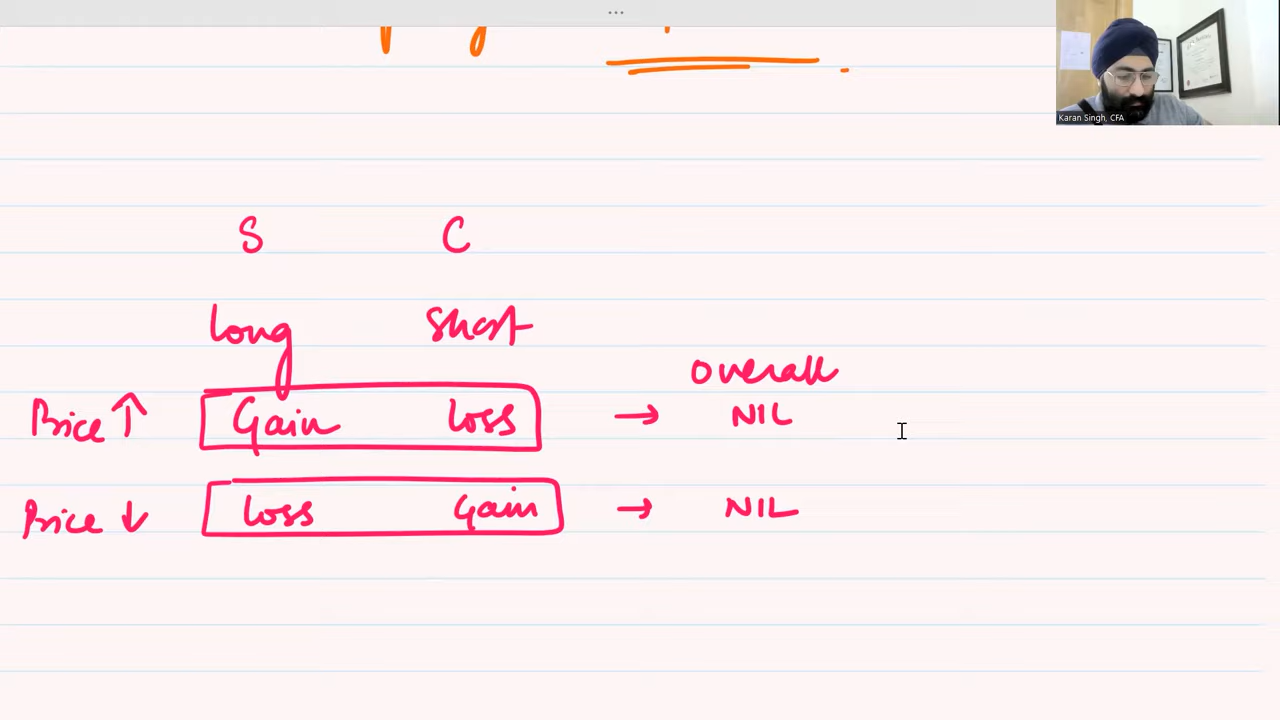 ...
Karan Singh, CFA
S C
Long Short
Overall
Price ↑ Gain Loss → NIL
Price ↓ Loss Gain → NIL